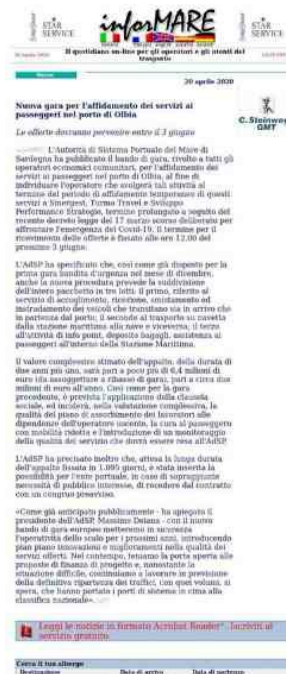 STAR
SERVICE
inforMARE
STAR
SERVICE
Il quotidiano on-line per gli operatori e gli utenti del
trasporto
20 aprile 2020
Nuova gara per l'affidamento dei servizi ai
passeggeri nel porto di Olbia
C. Steinweg
GMT
Le offerte dovranno pervenire entro il 3 giugno
L'Autorità di Sistema Portuale del Mare di
Sardegna ha pubblicato il bando di gara, rivolto a tutti gli
operatori economici comunitari, per l'affidamento dei
servizi ai passeggeri nel porto di Olbia, al fine di
individuare l'operatore che svolgerà tali attività al
termine del periodo di affidamento temporaneo di questi
servizi a Sinergest, Turmo Travel e Sviluppo
Performance Strategie, termine prolungato a seguito del
recente decreto legge del 17 marzo scorso deliberato per
affrontare l'emergenza del Covid-19. Il termine per il
ricevimento delle offerte è fissato alle ore 12.00 del
prossimo 3 giugno.
L'AdSP ha specificato che, così come già disposto per la
prima gara bandita d'urgenza nel mese di dicembre,
anche la nuova procedura prevede la suddivisione
dell'intero pacchetto in tre lotti: il primo, riferito al
servizio di accoglimento, ricezione, smistamento ed
instradamento dei veicoli che transitano sia in arrivo che
in partenza dal porto; il secondo al trasporto su navetta
dalla stazione marittima alla nave e viceversa; il terzo
all'attività di info point, deposito bagagli, assistenza ai
passeggeri all'interno della Stazione Marittima.
Il valore complessivo stimato dell'appalto, della durata di
due anni più uno, sarà pari a poco più di 6,4 milioni di
euro (da assoggettare a ribasso di gara), pari a circa due
milioni di euro all'anno. Così come per la gara
precedente, è prevista l'applicazione della clausola
sociale, ed inciderà, nella valutazione complessiva, la
qualità del piano di assorbimento dei lavoratori alle
dipendenze dell'operatore uscente, la cura al passeggero
con mobilità ridotta e l'introduzione di un monitoraggio
della qualità del servizio che dovrà essere resa all'AdSP.
L'AdSP ha precisato inoltre che, attesa la lunga durata
dell'appalto fissata in 1.095 giorni, è stata inserita la
possibilità per l'ente portuale, in caso di sopraggiunte
necessità di pubblico interesse, di recedere dal contratto
con un congruo preavviso.
«Come già anticipato pubblicamente - ha spiegato il
presidente dell'AdSP, Massimo Deiana - con il nuovo
bando di gara europeo metteremo in sicurezza
l'operatività dello scalo per i prossimi anni, introducendo
pian piano innovazioni e miglioramenti nella qualità dei
servizi offerti. Nel contempo, teniamo la porta aperta alle
proposte di finanza di progetto e, nonostante la
situazione difficile, continuiamo a lavorare in previsione
della definitiva ripartenza dei traffici, con quei volumi, si
spera, che hanno portato i porti di sistema in cima alla
classifica nazionale».
Leggi le notizie in formato Acrobat Reader®. Iscriviti al
servizio gratuito.
Cerca il tuo albergo
Destinazione
Data di arrivo
Data di partenza